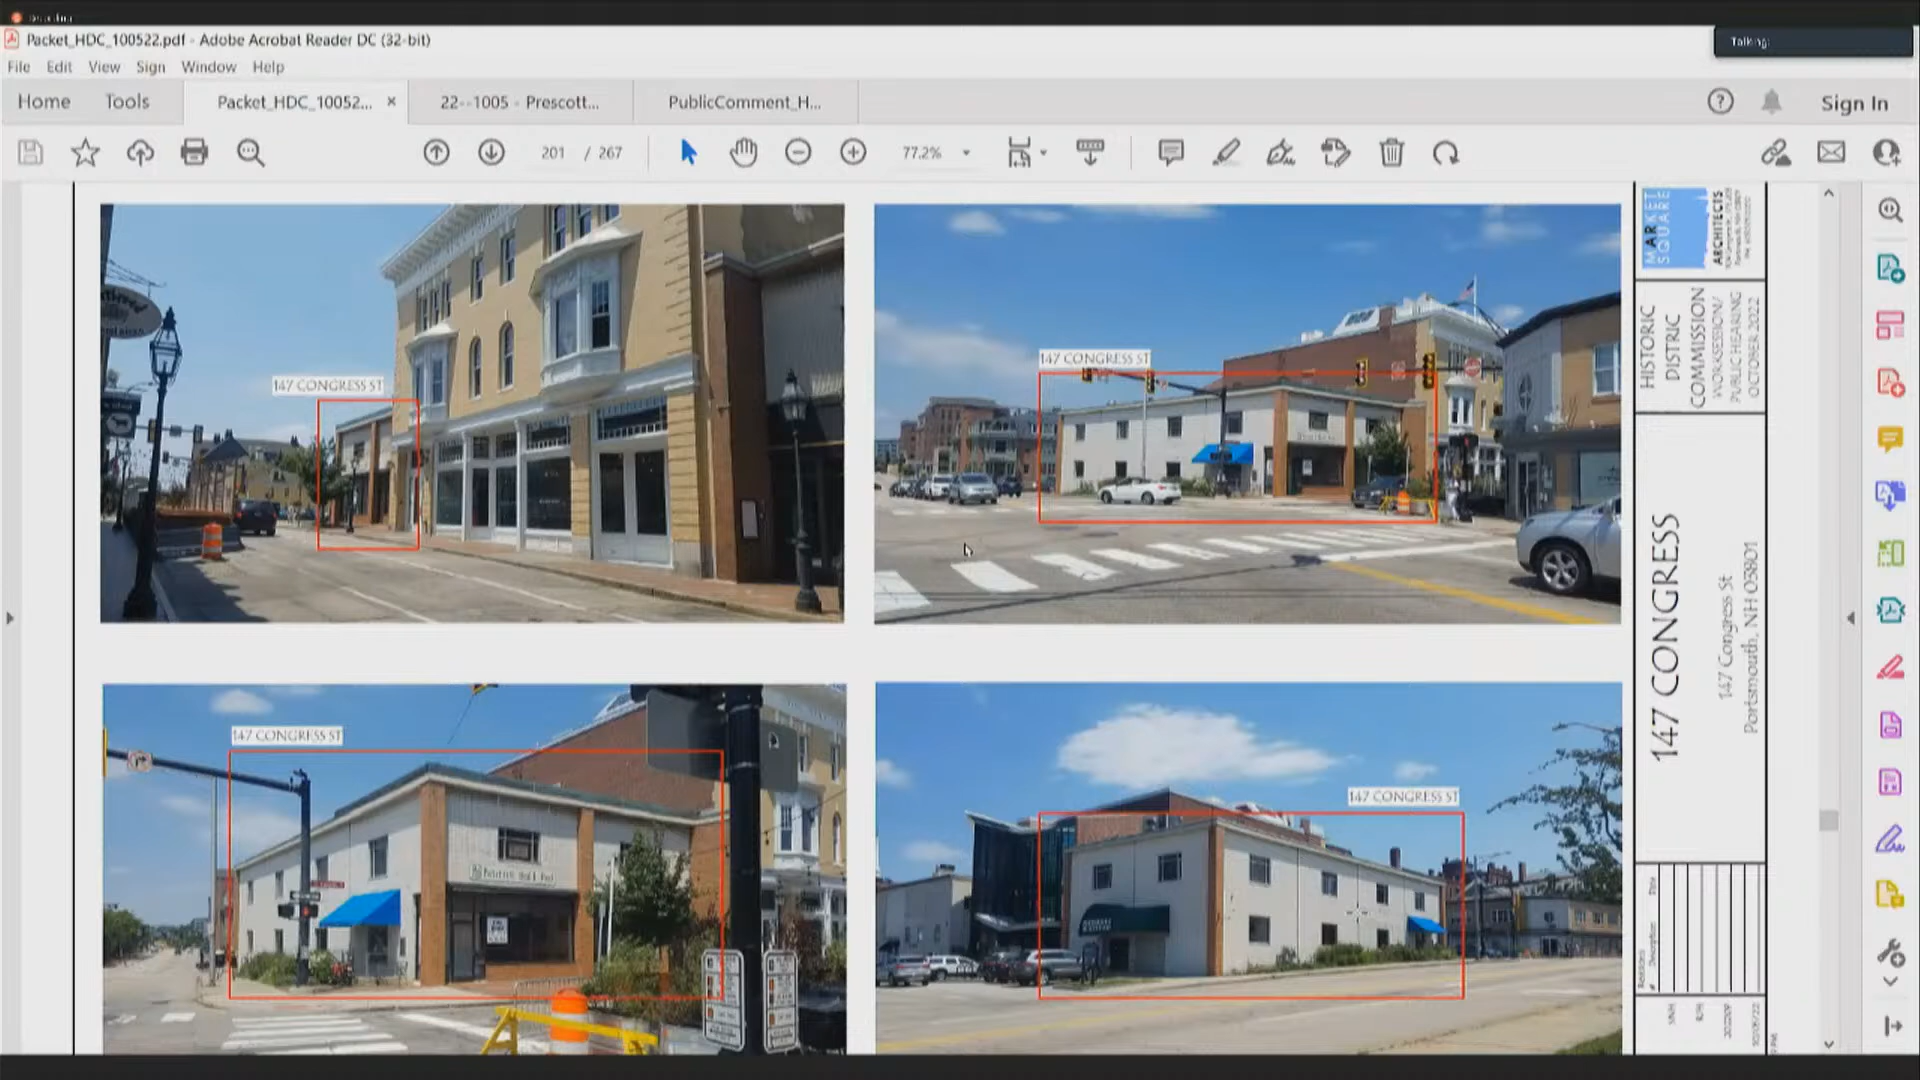 Packet_HDC_100522.pdf - Adobe Acrobat Reader DC (32-bit)
Talking:
File Edit View Sign Window Help
Home Tools Packet_HDC_10052... × 22--1005 - Prescott... PublicComment_H... Sign In
201 / 267 77.2%
147 CONGRESS ST
147 CONGRESS ST
147 CONGRESS ST
147 CONGRESS ST
MARKET SQUARE
ARCHITECTS
HISTORIC
DISTRICT
COMMISSION
WORKSESSION/
PUBLIC HEARING
OCTOBER 2022
147 CONGRESS
147 Congress St
Portsmouth, NH 03801
Description
Date